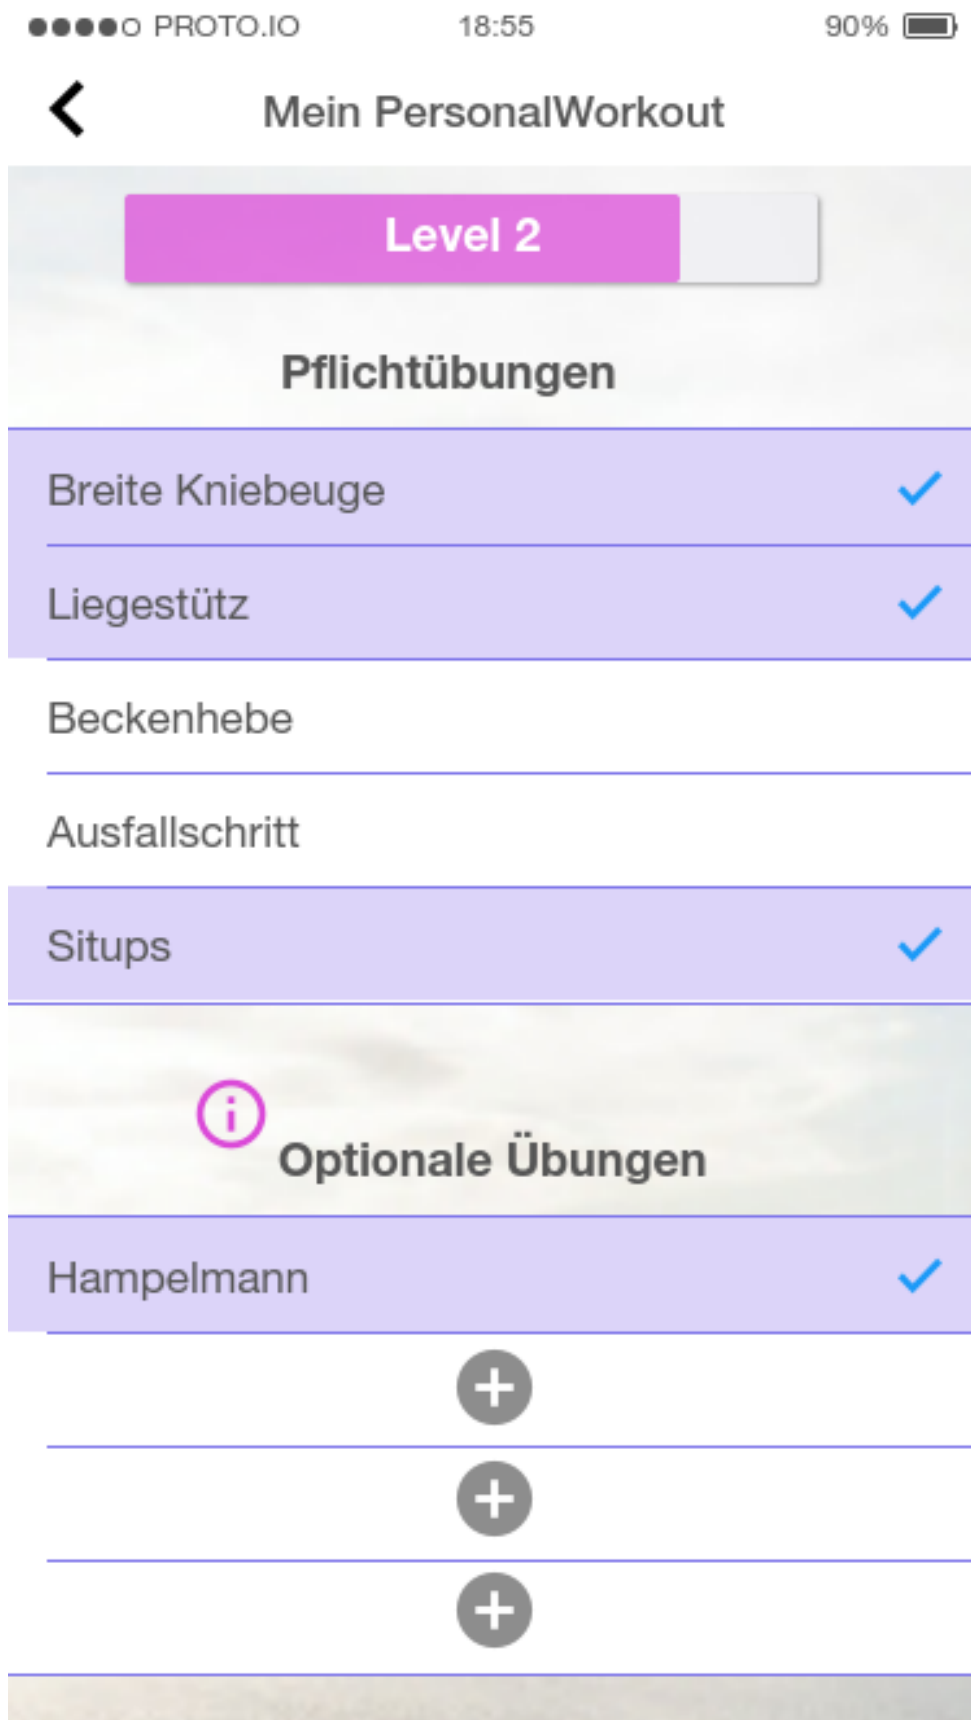 PROTO.IO 18:55 90%
Mein PersonalWorkout
Level 2
Pflichtübungen
Breite Kniebeuge
Liegestütz
Beckenhebe
Ausfallschritt
Situps
Optionale Übungen
Hampelmann